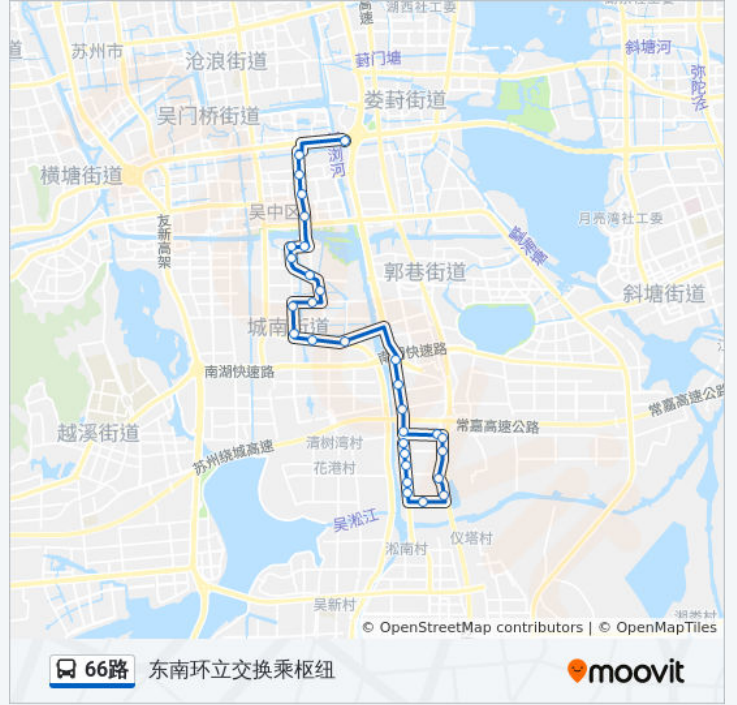 高速
湖西社工委
苏州市
沧浪街道
葑门塘
斜塘河
娄葑街道
吴门桥街道
浏河
横塘街道
吴中区
月亮湾社工委
友新高架
郭巷街道
斜塘街道
城南街道
南湖快速路
南湖快速路
常嘉高速公路
常嘉高速公路
越溪街道
清树湾村
苏州绕城高速
花港村
吴淞江
仪塔村
淞南村
吴新村
© OpenStreetMap contributors | © OpenMapTiles
66路 东南环立交换乘枢纽
moovit